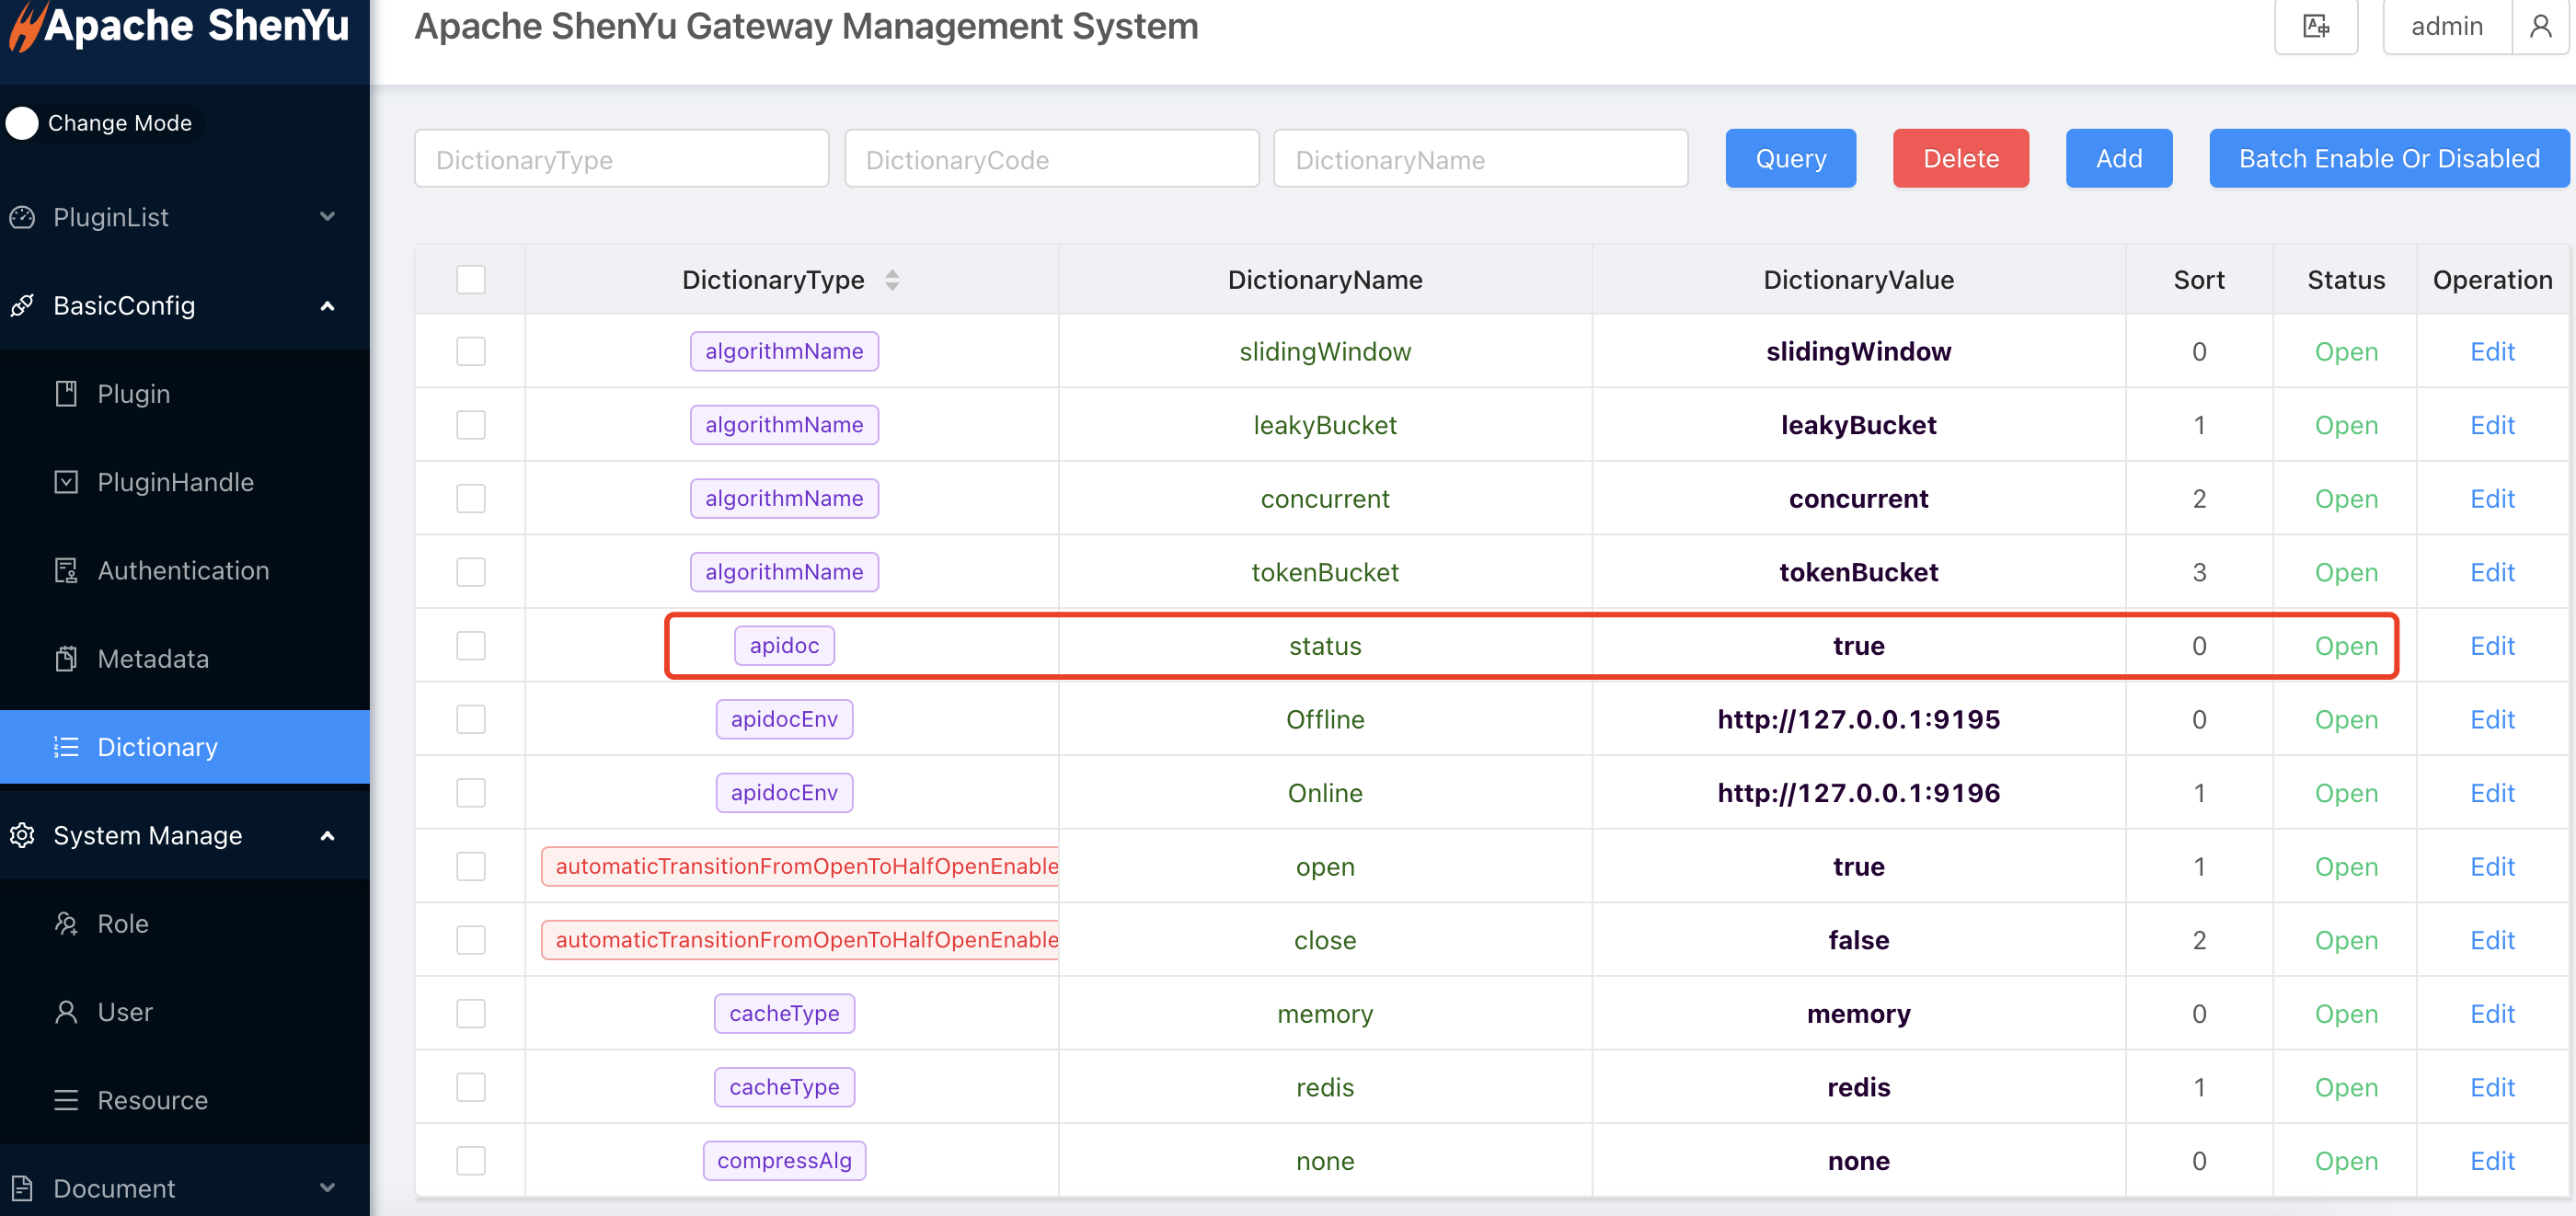 Apache ShenYu
Apache ShenYu Gateway Management System
admin
Change Mode
PluginList
BasicConfig
Plugin
PluginHandle
Authentication
Metadata
Dictionary
System Manage
Role
User
Resource
Document
DictionaryType DictionaryCode DictionaryName Query Delete Add Batch Enable Or Disabled
DictionaryType DictionaryName DictionaryValue Sort Status Operation
algorithmName slidingWindow slidingWindow 0 Open Edit
algorithmName leakyBucket leakyBucket 1 Open Edit
algorithmName concurrent concurrent 2 Open Edit
algorithmName tokenBucket tokenBucket 3 Open Edit
apidoc status true 0 Open Edit
apidocEnv Offline http://127.0.0.1:9195 0 Open Edit
apidocEnv Online http://127.0.0.1:9196 1 Open Edit
automaticTransitionFromOpenToHalfOpenEnable open true 1 Open Edit
automaticTransitionFromOpenToHalfOpenEnable close false 2 Open Edit
cacheType memory memory 0 Open Edit
cacheType redis redis 1 Open Edit
compressAlg none none 0 Open Edit